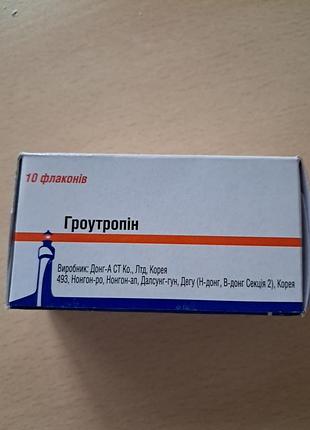 10 флаконів
Гроутропін
Виробник: Донг-А СТ Ко., Лтд, Корея
493, Нонгон-ро, Нонгон-ап, Далсунг-гун, Дегу (Н-донг, В-донг Секція 2), Корея